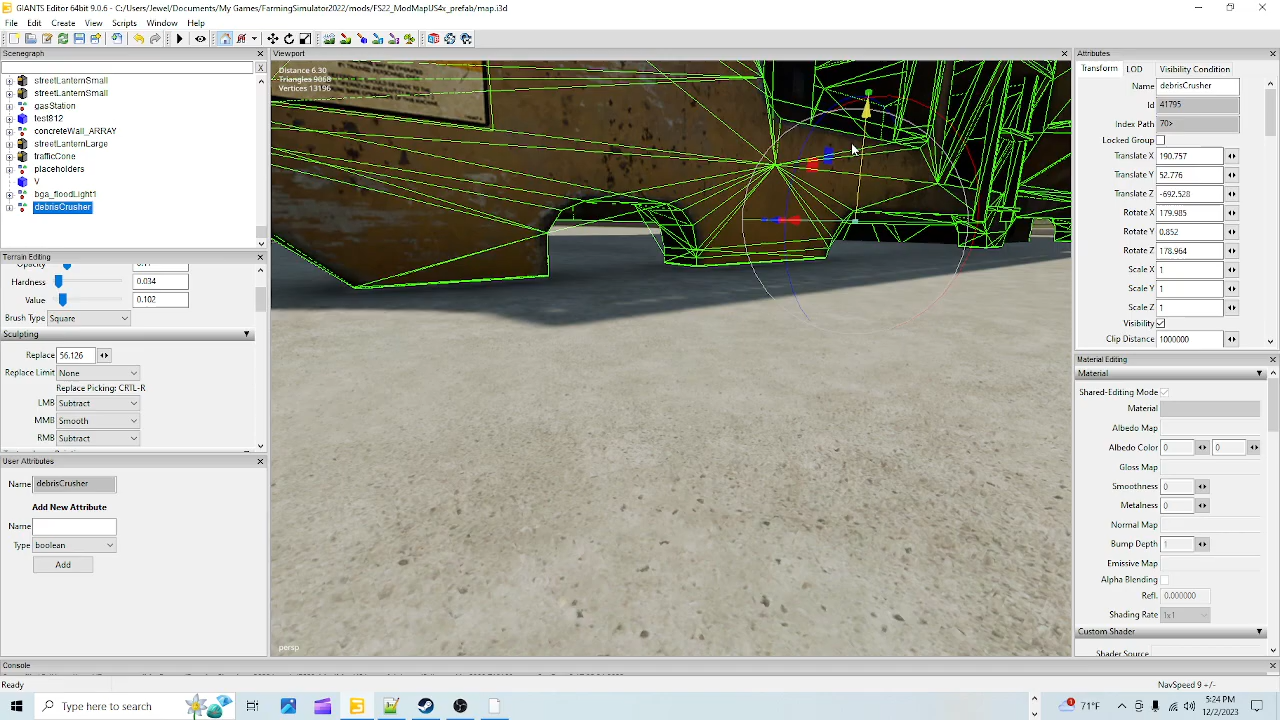 GIANTS Editor 64bit 9.0.6 - C:/Users/Jewel/Documents/My Games/FarmingSimulator2022/mods/FS22_ModMapUS4x_prefab/map.i3d
File Edit Create View Scripts Window Help
Scenegraph
X
streetLanternSmall
streetLanternSmall
gasStation
test812
concreteWall_ARRAY
streetLanternLarge
trafficCone
placeholders
V
bga_floodLight1
debrisCrusher
Terrain Editing
Opacity
Hardness 0.034
Value 0.102
Brush Type Square
Sculpting
Replace 56.126
Replace Limit None
Replace Picking: CRTL-R
LMB Subtract
MMB Smooth
RMB Subtract
User Attributes
Name debrisCrusher
Add New Attribute
Name
Type boolean
Add
Viewport
Distance 6.30
Triangles 9068
Vertices 13196
persp
Attributes
Transform LOD Visibility Condition
Name debrisCrusher
Id 41795
Index Path 70>
Locked Group
Translate X 190.757
Translate Y 52.776
Translate Z -692.528
Rotate X 179.985
Rotate Y 0.852
Rotate Z 178.964
Scale X 1
Scale Y 1
Scale Z 1
Visibility
Clip Distance 1000000
Material Editing
Material
Shared-Editing Mode
Material
Albedo Map
Albedo Color 0 0
Gloss Map
Smoothness 0
Metalness 0
Normal Map
Bump Depth 1
Emissive Map
Alpha Blending
Refl. 0.000000
Shading Rate 1x1
Custom Shader
Shader Source
Console
Ready
NavSpeed 9 +/-
Type here to search
71°F
5:24 PM
12/2/2023